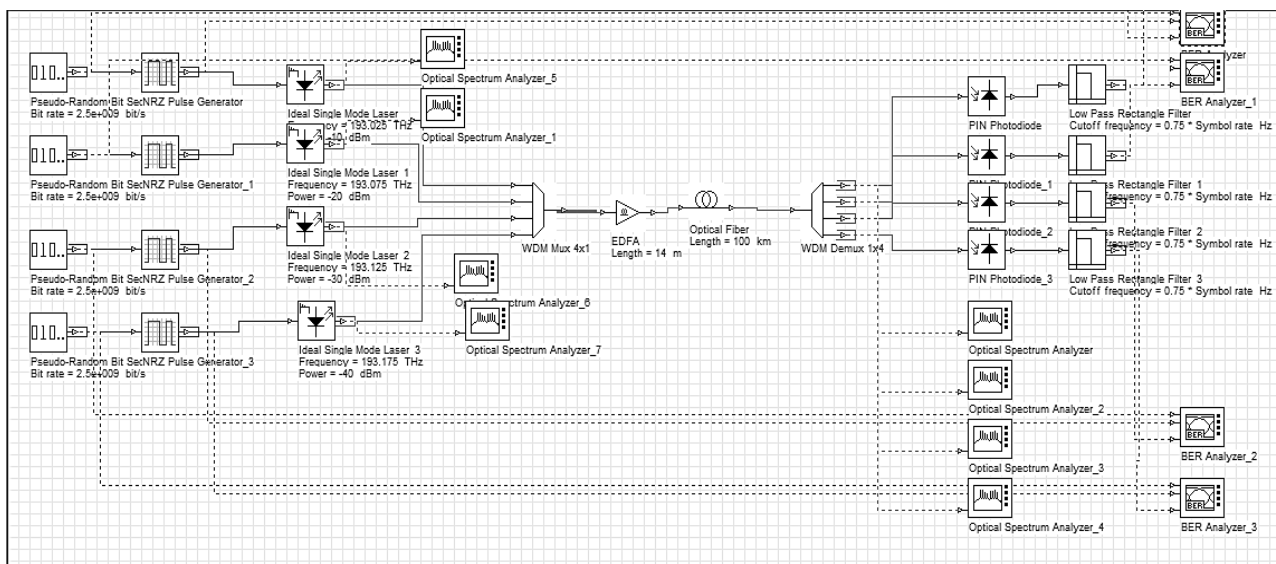 BER
BER Analyzer
BER
BER Analyzer_1
010..
Pseudo-Random Bit Sec
Bit rate = 2.5e+009 bit/s
NRZ Pulse Generator
Ideal Single Mode Laser
Frequency = 193.025 THz
-10 dBm
Optical Spectrum Analyzer_5
Optical Spectrum Analyzer_1
010..
Pseudo-Random Bit Sec
Bit rate = 2.5e+009 bit/s
NRZ Pulse Generator_1
Ideal Single Mode Laser 1
Frequency = 193.075 THz
Power = -20 dBm
010..
Pseudo-Random Bit Sec
Bit rate = 2.5e+009 bit/s
NRZ Pulse Generator_2
Ideal Single Mode Laser 2
Frequency = 193.125 THz
Power = -30 dBm
Optical Spectrum Analyzer_6
010..
Pseudo-Random Bit Sec
Bit rate = 2.5e+009 bit/s
NRZ Pulse Generator_3
Ideal Single Mode Laser 3
Frequency = 193.175 THz
Power = -40 dBm
Optical Spectrum Analyzer_7
WDM Mux 4x1
EDFA
Length = 14 m
Optical Fiber
Length = 100 km
WDM Demux 1x4
PIN Photodiode
Low Pass Rectangle Filter
Cutoff frequency = 0.75 * Symbol rate Hz
PIN Photodiode_1
Low Pass Rectangle Filter 1
frequency = 0.75 * Symbol rate Hz
PIN Photodiode_2
Low Pass Rectangle Filter 2
frequency = 0.75 * Symbol rate Hz
PIN Photodiode_3
Low Pass Rectangle Filter 3
Cutoff frequency = 0.75 * Symbol rate Hz
Optical Spectrum Analyzer
Optical Spectrum Analyzer_2
Optical Spectrum Analyzer_3
Optical Spectrum Analyzer_4
BER
BER Analyzer_2
BER
BER Analyzer_3